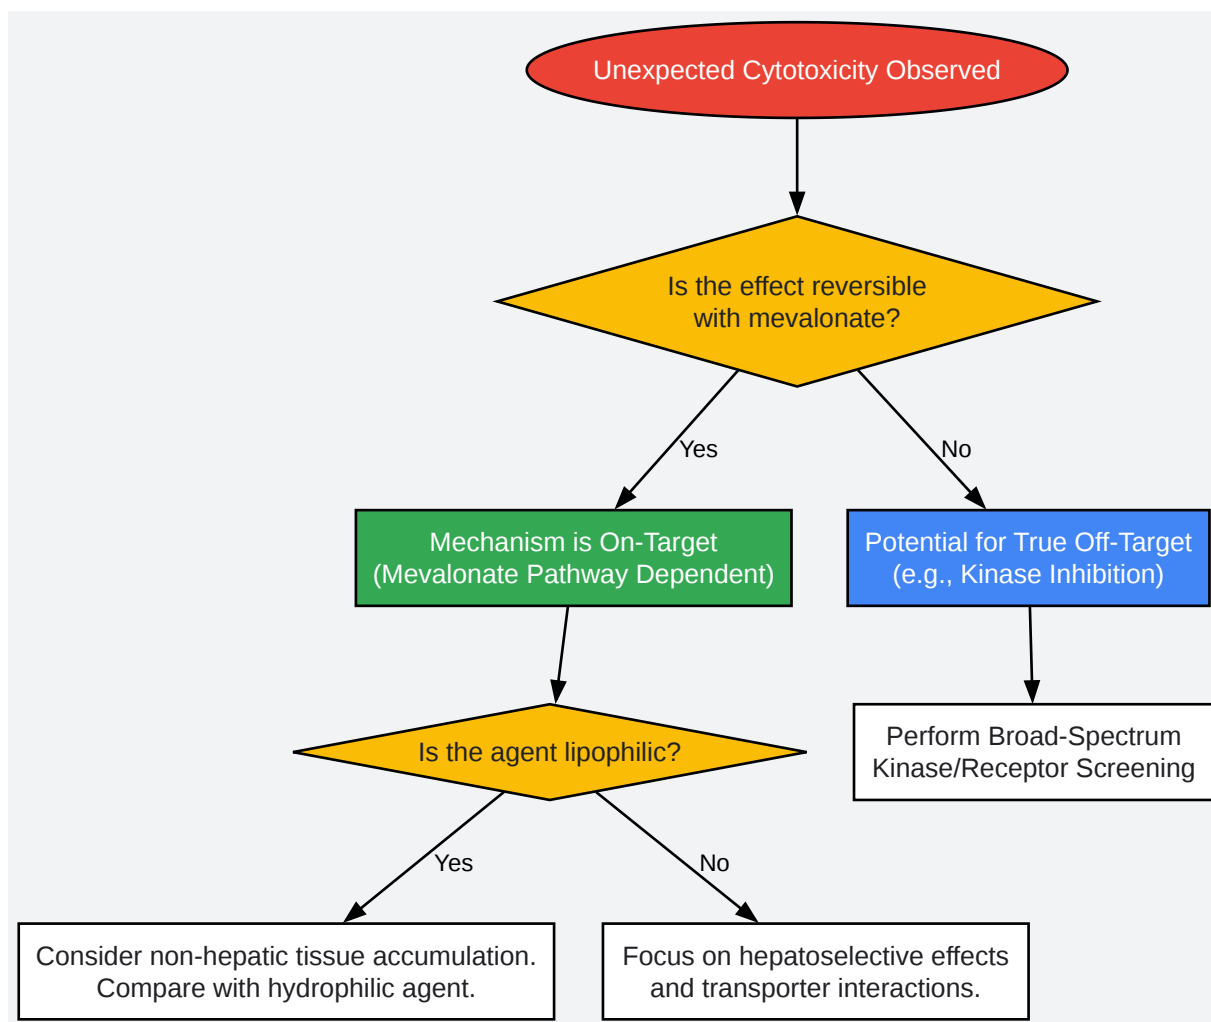 Unexpected Cytotoxicity Observed
Is the effect reversible
with mevalonate?
Yes
No
Mechanism is On-Target
(Mevalonate Pathway Dependent)
Potential for True Off-Target
(e.g., Kinase Inhibition)
Is the agent lipophilic?
Perform Broad-Spectrum
Kinase/Receptor Screening
Yes
No
Consider non-hepatic tissue accumulation.
Compare with hydrophilic agent.
Focus on hepatoselective effects
and transporter interactions.